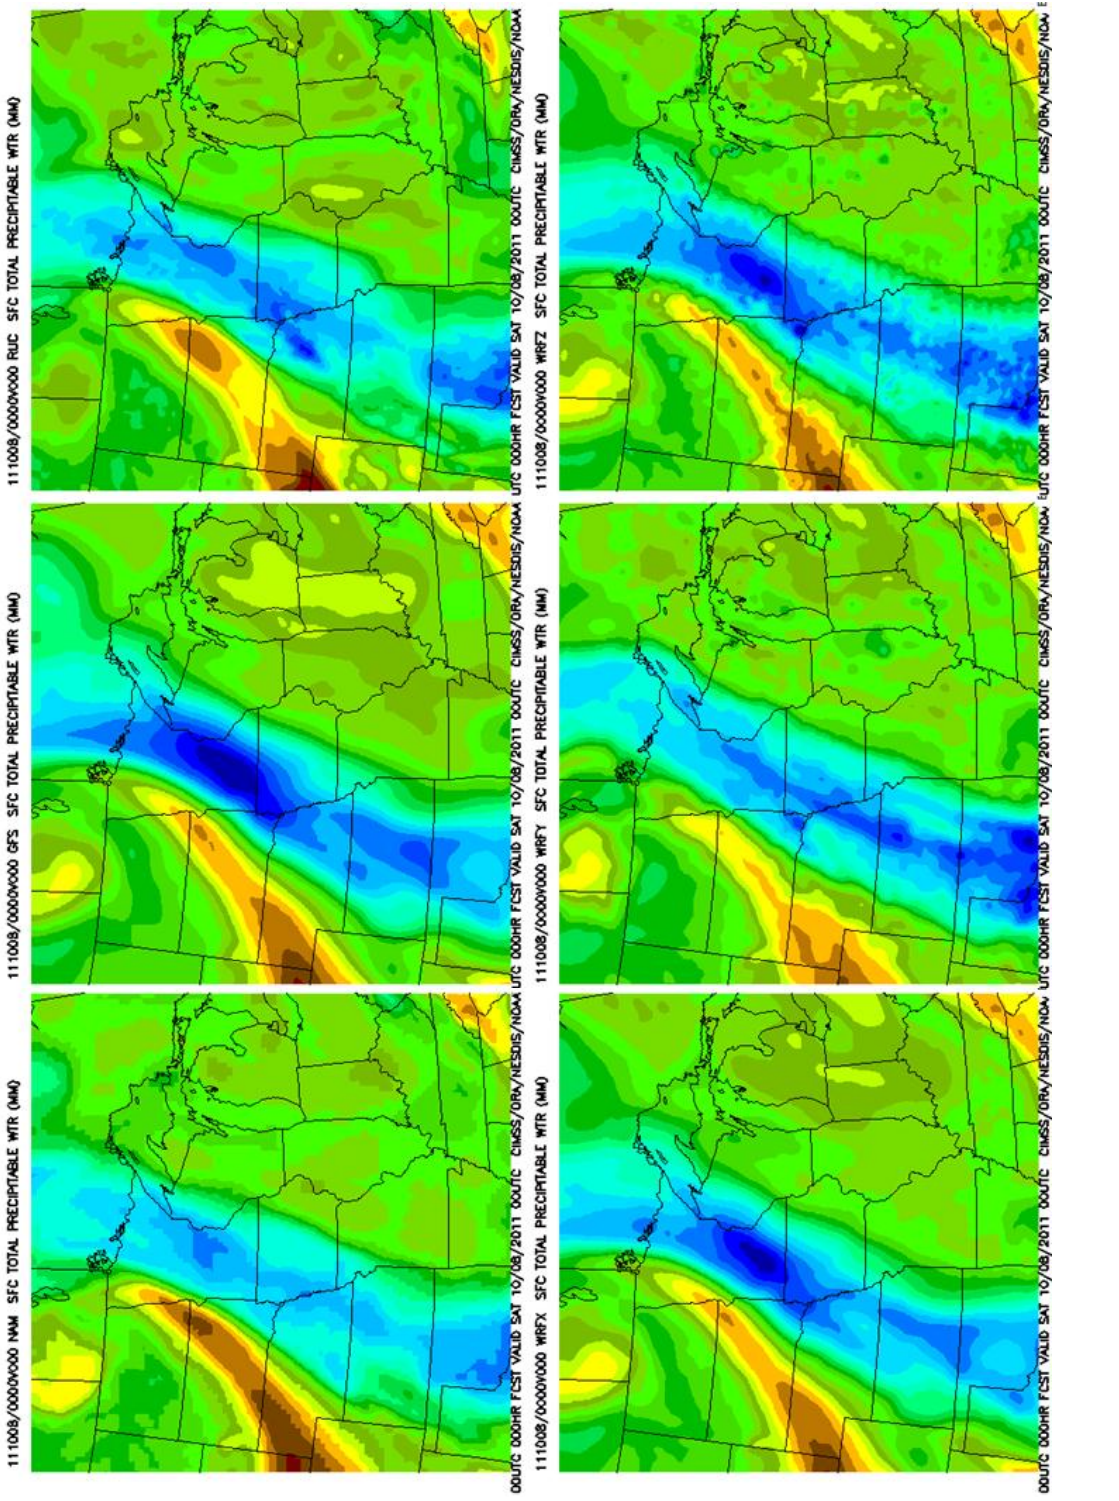 111008/0000V000 NAM SFC TOTAL PRECIPITABLE WTR (MM)
111008/0000V000 GFS SFC TOTAL PRECIPITABLE WTR (MM)
111008/0000V000 RUC SFC TOTAL PRECIPITABLE WTR (MM)
00UTC 000HR FCST VALID SAT 10/08/2011 00UTC CIMSS/ORA/NESDIS/NOAA
UTC 000HR FCST VALID SAT 10/08/2011 00UTC CIMSS/ORA/NESDIS/NOAA
UTC 000HR FCST VALID SAT 10/08/2011 00UTC CIMSS/ORA/NESDIS/NOAA
111008/0000V000 WRFX SFC TOTAL PRECIPITABLE WTR (MM)
111008/0000V000 WRFY SFC TOTAL PRECIPITABLE WTR (MM)
111008/0000V000 WRFZ SFC TOTAL PRECIPITABLE WTR (MM)
00UTC 000HR FCST VALID SAT 10/08/2011 00UTC CIMSS/ORA/NESDIS/NOA
UTC 000HR FCST VALID SAT 10/08/2011 00UTC CIMSS/ORA/NESDIS/NOA
UTC 000HR FCST VALID SAT 10/08/2011 00UTC CIMSS/ORA/NESDIS/NOA